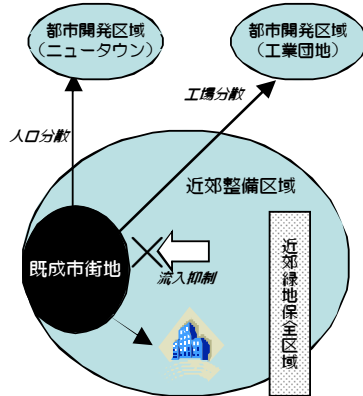 都市開発区域
（ニュータウン）
都市開発区域
（工業団地）
人口分散
工場分散
近郊整備区域
既成市街地
流入抑制
近郊緑地保全区域